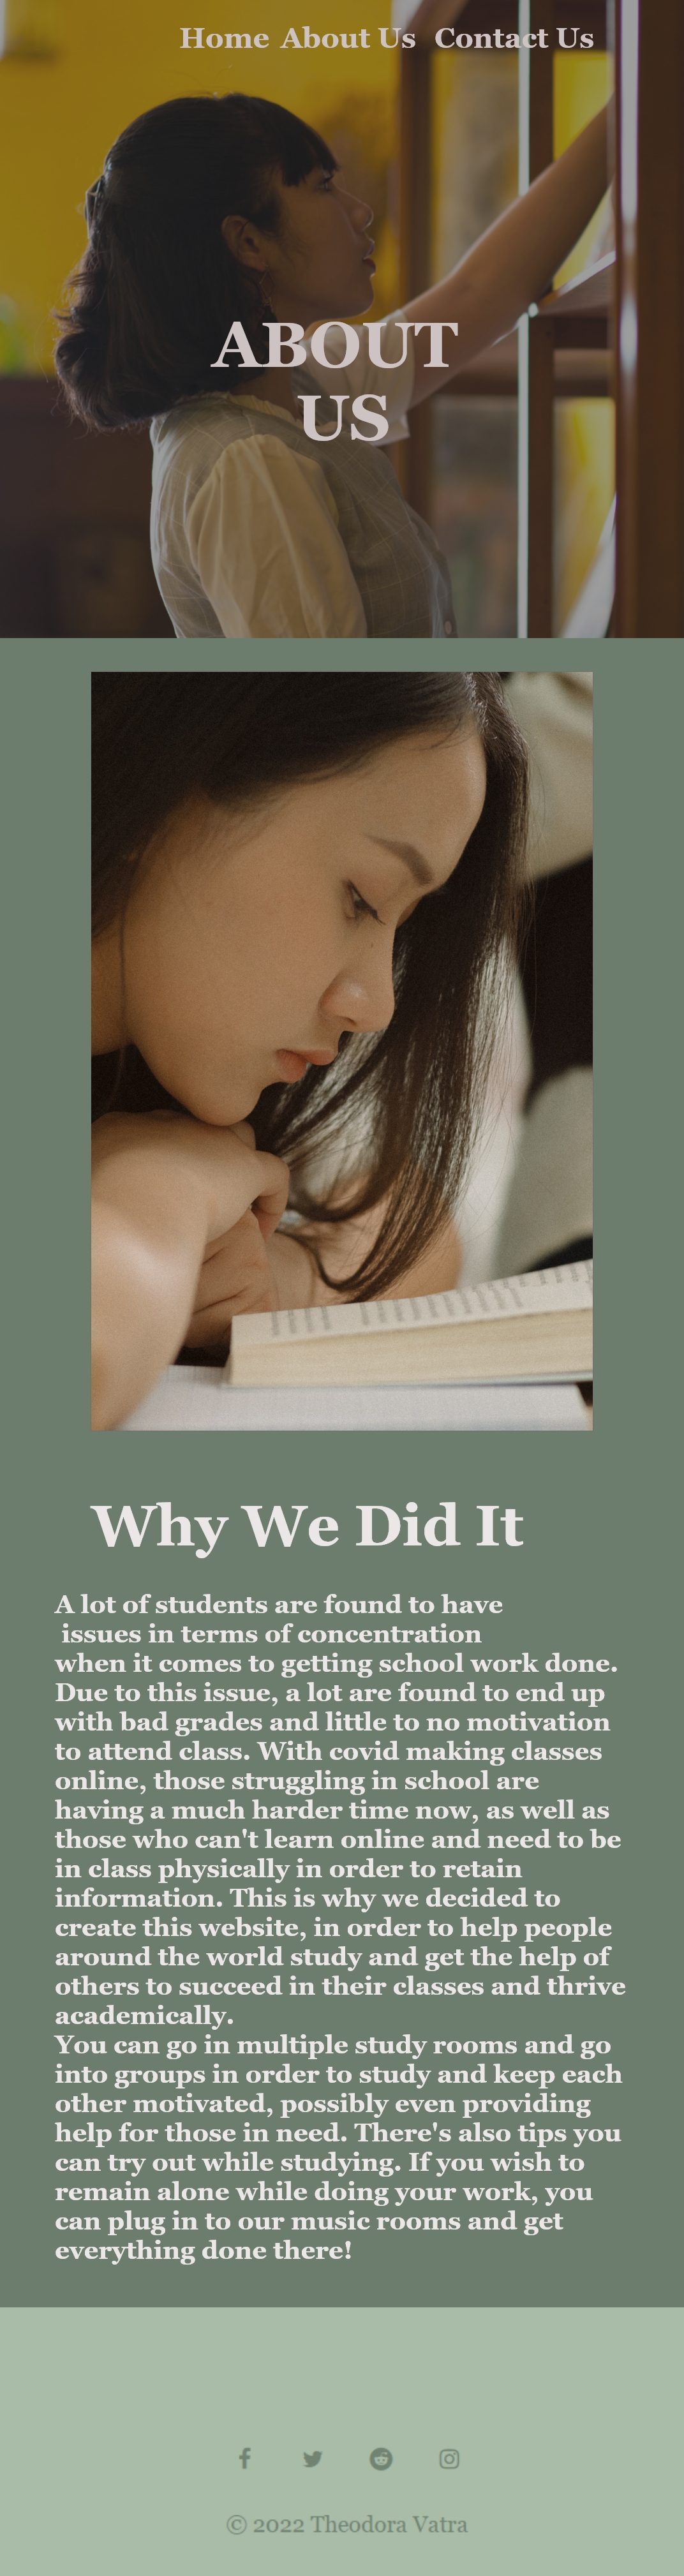 Home About Us Contact Us
ABOUT
US
Why We Did It
A lot of students are found to have
issues in terms of concentration
when it comes to getting school work done.
Due to this issue, a lot are found to end up
with bad grades and little to no motivation
to attend class. With covid making classes
online, those struggling in school are
having a much harder time now, as well as
those who can't learn online and need to be
in class physically in order to retain
information. This is why we decided to
create this website, in order to help people
around the world study and get the help of
others to succeed in their classes and thrive
academically.
You can go in multiple study rooms and go
into groups in order to study and keep each
other motivated, possibly even providing
help for those in need. There's also tips you
can try out while studying. If you wish to
remain alone while doing your work, you
can plug in to our music rooms and get
everything done there!
© 2022 Theodora Vatra